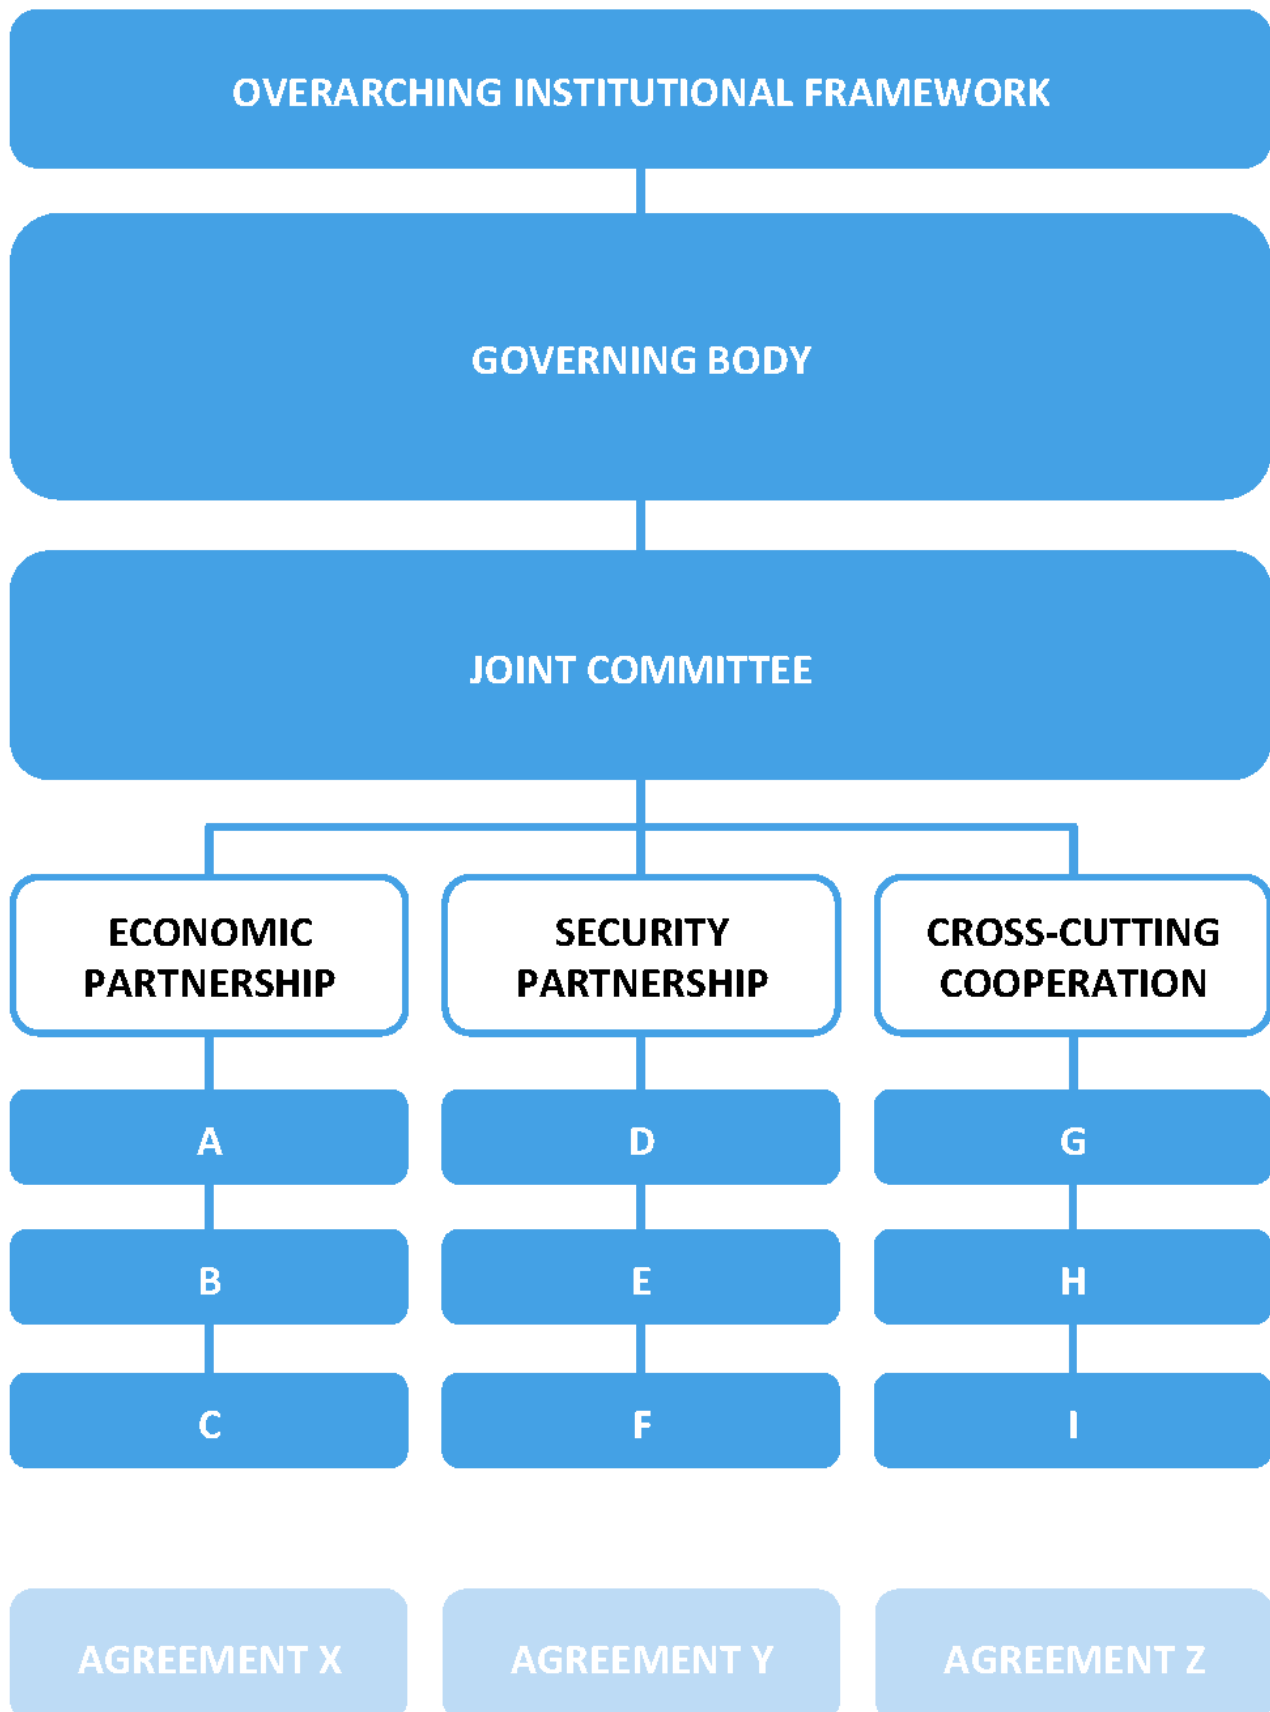 OVERARCHING INSTITUTIONAL FRAMEWORK
GOVERNING BODY
JOINT COMMITTEE
ECONOMIC
PARTNERSHIP
SECURITY
PARTNERSHIP
CROSS-CUTTING
COOPERATION
A
D
G
B
E
H
C
F
I
AGREEMENT X
AGREEMENT Y
AGREEMENT Z